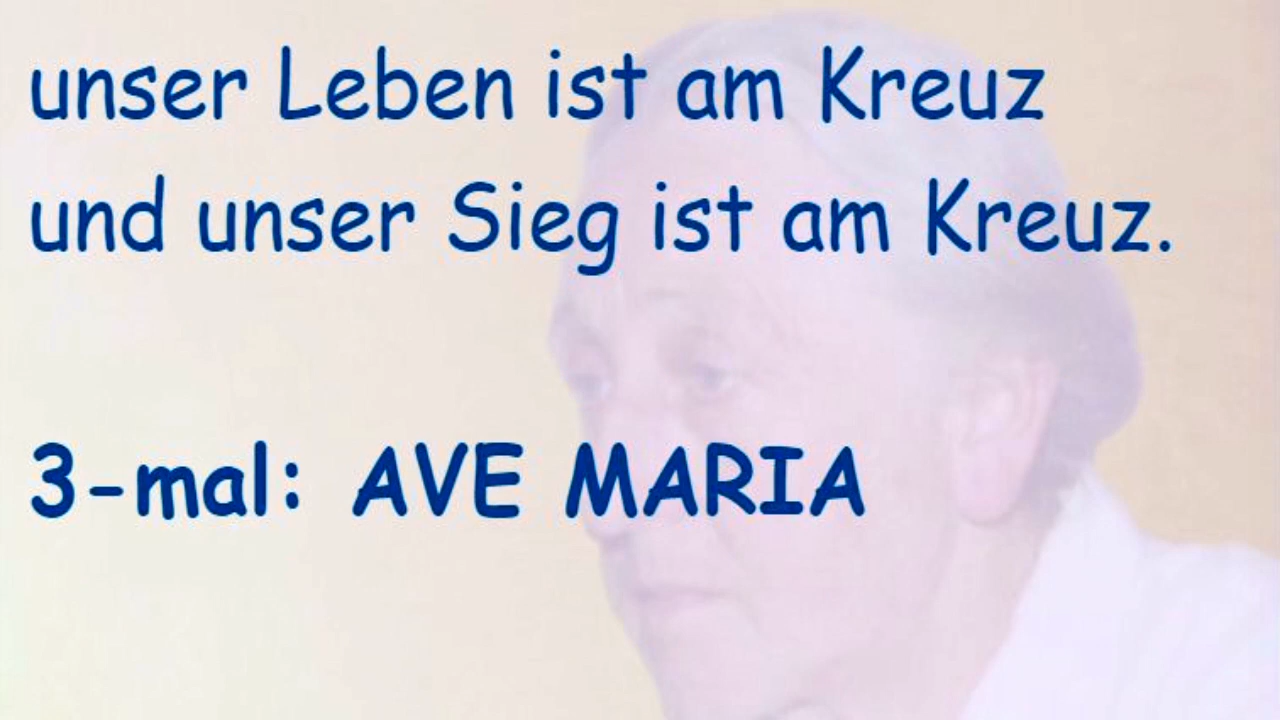 unser Leben ist am Kreuz
und unser Sieg ist am Kreuz.
3-mal: AVE MARIA